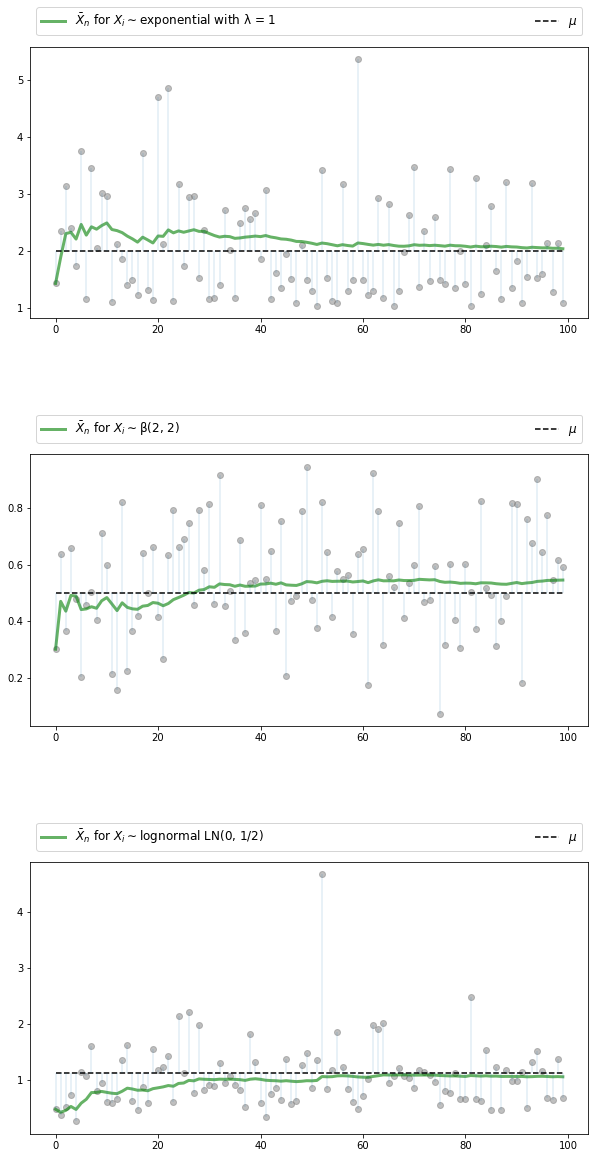 X̄ₙ for Xᵢ ∼ exponential with λ = 1 μ
5
4
3
2
1
0 20 40 60 80 100
X̄ₙ for Xᵢ ∼ β(2, 2) μ
0.8
0.6
0.4
0.2
0 20 40 60 80 100
X̄ₙ for Xᵢ ∼ lognormal LN(0, 1/2) μ
4
3
2
1
0 20 40 60 80 100